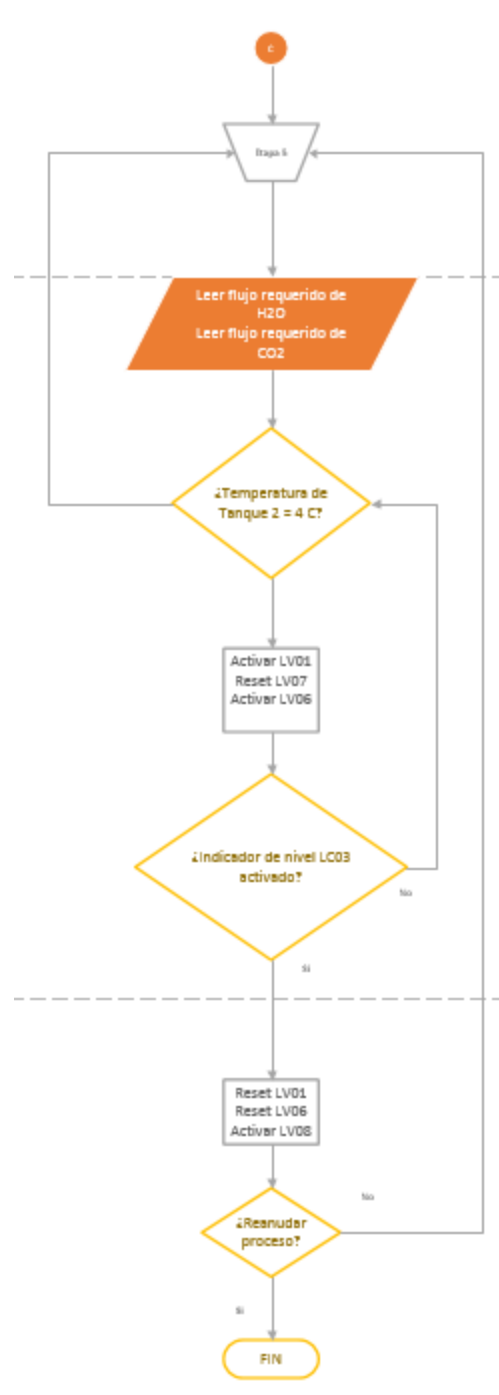 C
Etapa 5
Leer flujo requerido de
H2O
Leer flujo requerido de
CO2
¿Temperatura de
Tanque 2 = 4 C?
Activar LV01
Reset LV07
Activar LV06
¿Indicador de nivel LC03
activado?
No
Si
Reset LV01
Reset LV06
Activar LV08
No
¿Reanudar
proceso?
Si
FIN